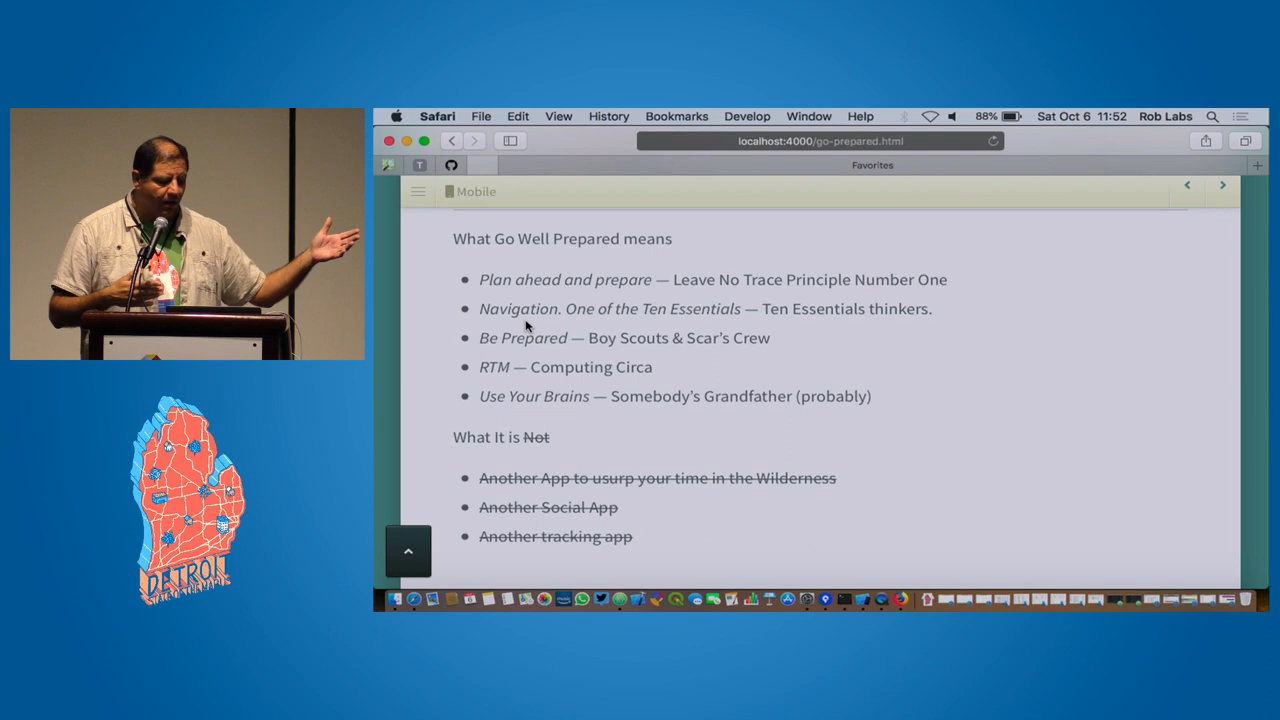 Safari File Edit View History Bookmarks Develop Window Help 88% Sat Oct 6 11:52 Rob Labs
localhost:4000/go-prepared.html
T Favorites
Mobile
What Go Well Prepared means
Plan ahead and prepare — Leave No Trace Principle Number One
Navigation. One of the Ten Essentials — Ten Essentials thinkers.
Be Prepared — Boy Scouts & Scar's Crew
RTM — Computing Circa
Use Your Brains — Somebody's Grandfather (probably)
What It is Not
Another App to usurp your time in the Wilderness
Another Social App
Another tracking app
DETROIT